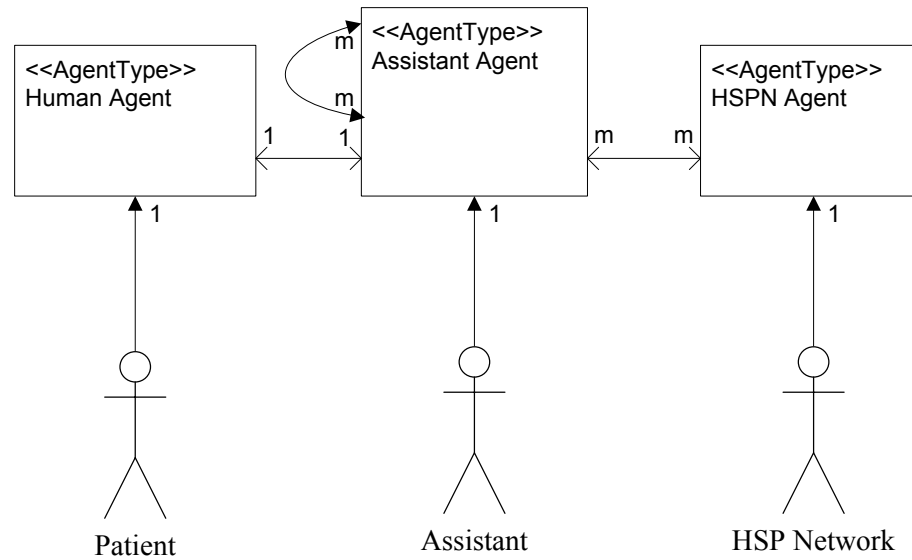 <<AgentType>>
Human Agent
<<AgentType>>
Assistant Agent
<<AgentType>>
HSPN Agent
m
m
1
1
m
m
1
1
1
Patient
Assistant
HSP Network